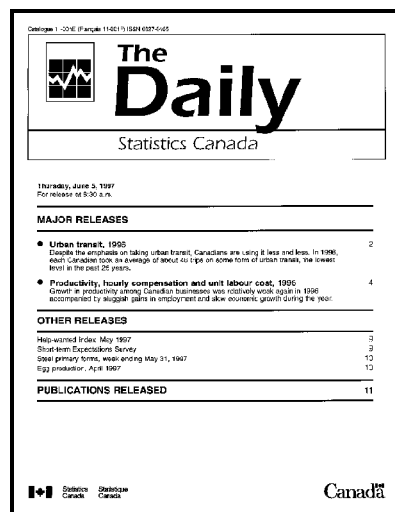 The
Daily
Statistics Canada
Thursday, June 5, 1997
For release at 8:30 a.m.
MAJOR RELEASES
● Urban transit, 1996 2
Despite the emphasis on taking urban transit, Canadians are using it less and less. In 1996,
each Canadian took an average of about 48 trips on some form of urban transit, the lowest
level in the past 25 years.
● Productivity, hourly compensation and unit labour cost, 1996 4
Growth in productivity among Canadian businesses was relatively weak again in 1996
accompanied by sluggish gains in employment and slow economic growth during the year.
OTHER RELEASES
Help-wanted Index, May 1997 9
Short-term Expectations Survey 9
Steel primary forms, week ending May 31, 1997 10
Egg production, April 1997 10
PUBLICATIONS RELEASED 11
Statistics Statistique
Canada Canada
Canada